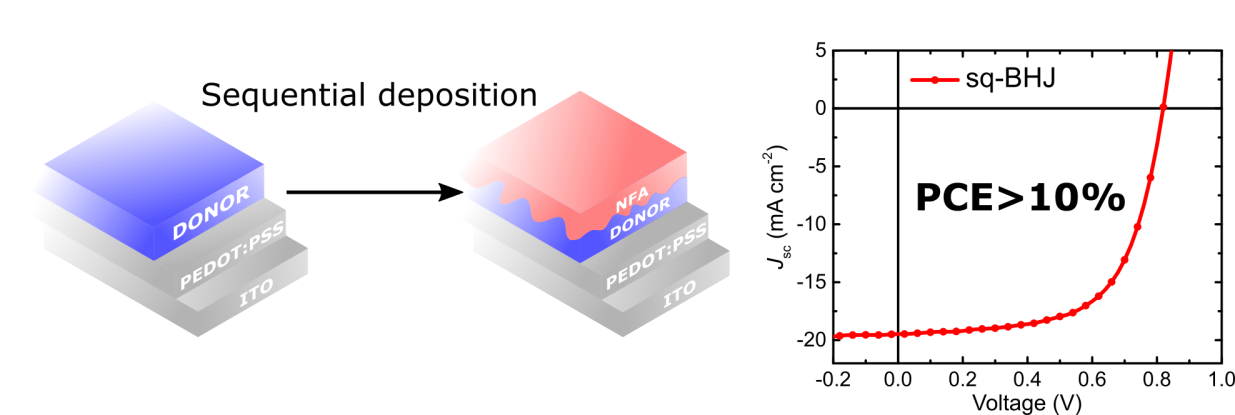 Sequential deposition
DONOR
PEDOT:PSS
ITO
NFA
DONOR
PEDOT:PSS
ITO
sq-BHJ
PCE>10%
5
0
-5
-10
-15
-20
J_sc (mA cm⁻²)
-0.2 0.0 0.2 0.4 0.6 0.8 1.0
Voltage (V)